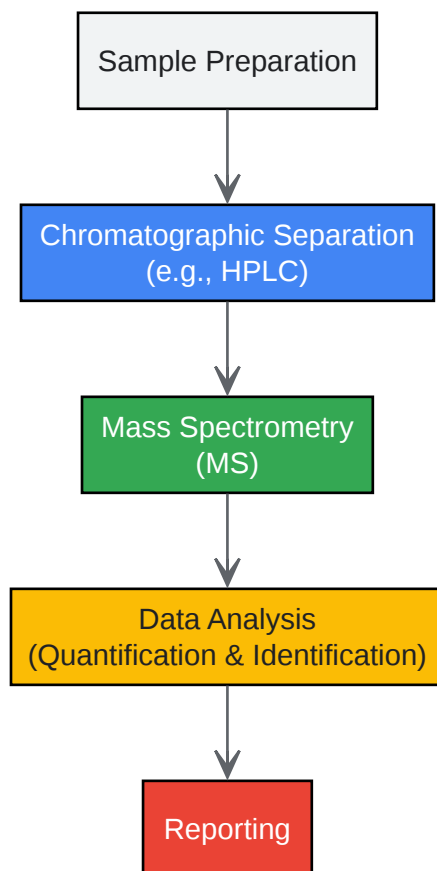 Sample Preparation
Chromatographic Separation
(e.g., HPLC)
Mass Spectrometry
(MS)
Data Analysis
(Quantification & Identification)
Reporting